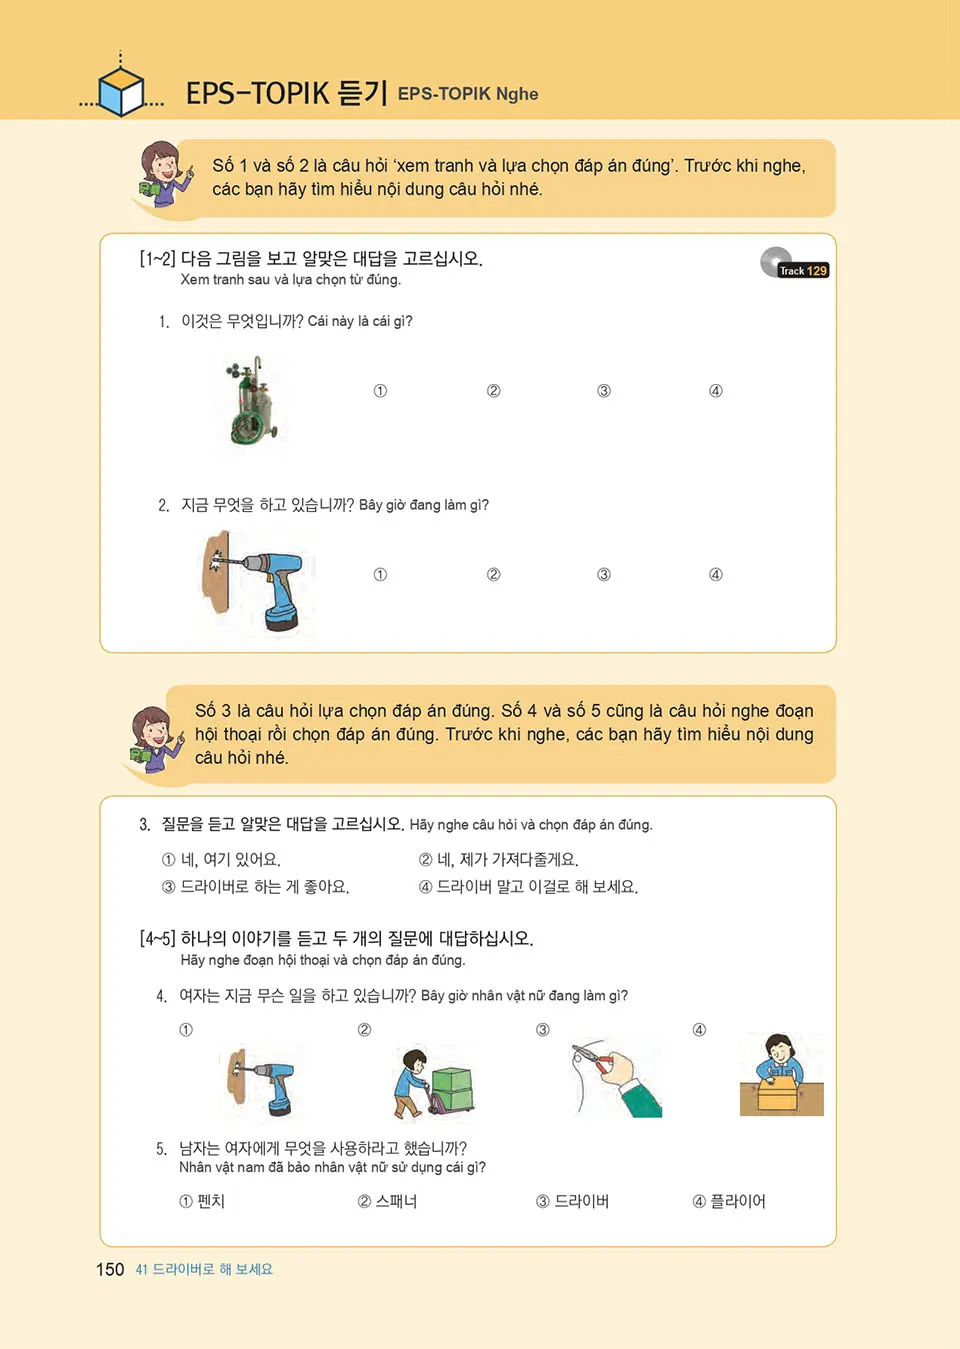 EPS-TOPIK 듣기 EPS-TOPIK Nghe
Số 1 và số 2 là câu hỏi ‘xem tranh và lựa chọn đáp án đúng’. Trước khi nghe,
các bạn hãy tìm hiểu nội dung câu hỏi nhé.
[1~2] 다음 그림을 보고 알맞은 대답을 고르십시오.
Xem tranh sau và lựa chọn từ đúng.
Track 129
1. 이것은 무엇입니까? Cái này là cái gì?
① ② ③ ④
2. 지금 무엇을 하고 있습니까? Bây giờ đang làm gì?
① ② ③ ④
Số 3 là câu hỏi lựa chọn đáp án đúng. Số 4 và số 5 cũng là câu hỏi nghe đoạn
hội thoại rồi chọn đáp án đúng. Trước khi nghe, các bạn hãy tìm hiểu nội dung
câu hỏi nhé.
3. 질문을 듣고 알맞은 대답을 고르십시오. Hãy nghe câu hỏi và chọn đáp án đúng.
① 네, 여기 있어요. ② 네, 제가 가져다줄게요.
③ 드라이버로 하는 게 좋아요. ④ 드라이버 말고 이걸로 해 보세요.
[4~5] 하나의 이야기를 듣고 두 개의 질문에 대답하십시오.
Hãy nghe đoạn hội thoại và chọn đáp án đúng.
4. 여자는 지금 무슨 일을 하고 있습니까? Bây giờ nhân vật nữ đang làm gì?
① ② ③ ④
5. 남자는 여자에게 무엇을 사용하라고 했습니까?
Nhân vật nam đã bảo nhân vật nữ sử dụng cái gì?
① 펜치 ② 스패너 ③ 드라이버 ④ 플라이어
150 41 드라이버로 해 보세요